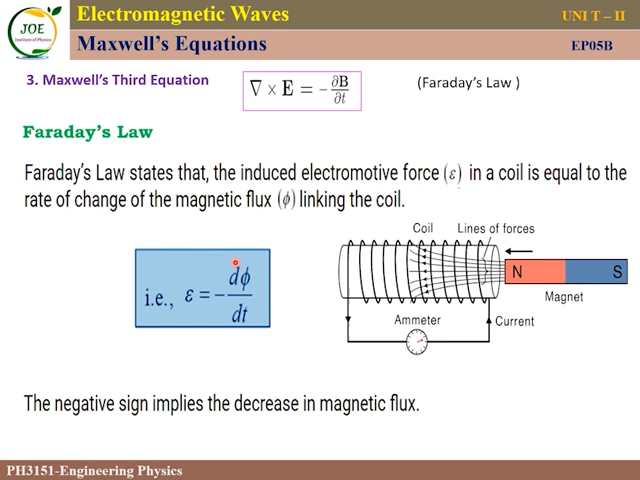 JOE
Institute of Physics
Electromagnetic Waves
UNI T – II
Maxwell's Equations
EP05B
3. Maxwell's Third Equation
∇ × E = − ∂B/∂t
(Faraday's Law )
Faraday's Law
Faraday's Law states that, the induced electromotive force (ε) in a coil is equal to the
rate of change of the magnetic flux (ϕ) linking the coil.
i.e., ε = − dϕ/dt
Coil
Lines of forces
N
S
Magnet
Ammeter
Current
The negative sign implies the decrease in magnetic flux.
PH3151-Engineering Physics